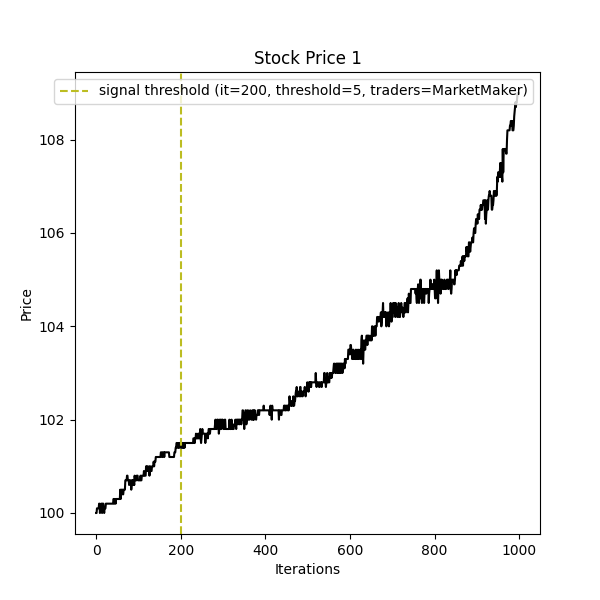 Stock Price 1
signal threshold (it=200, threshold=5, traders=MarketMaker)
108
106
104
102
100
Price
0 200 400 600 800 1000
Iterations